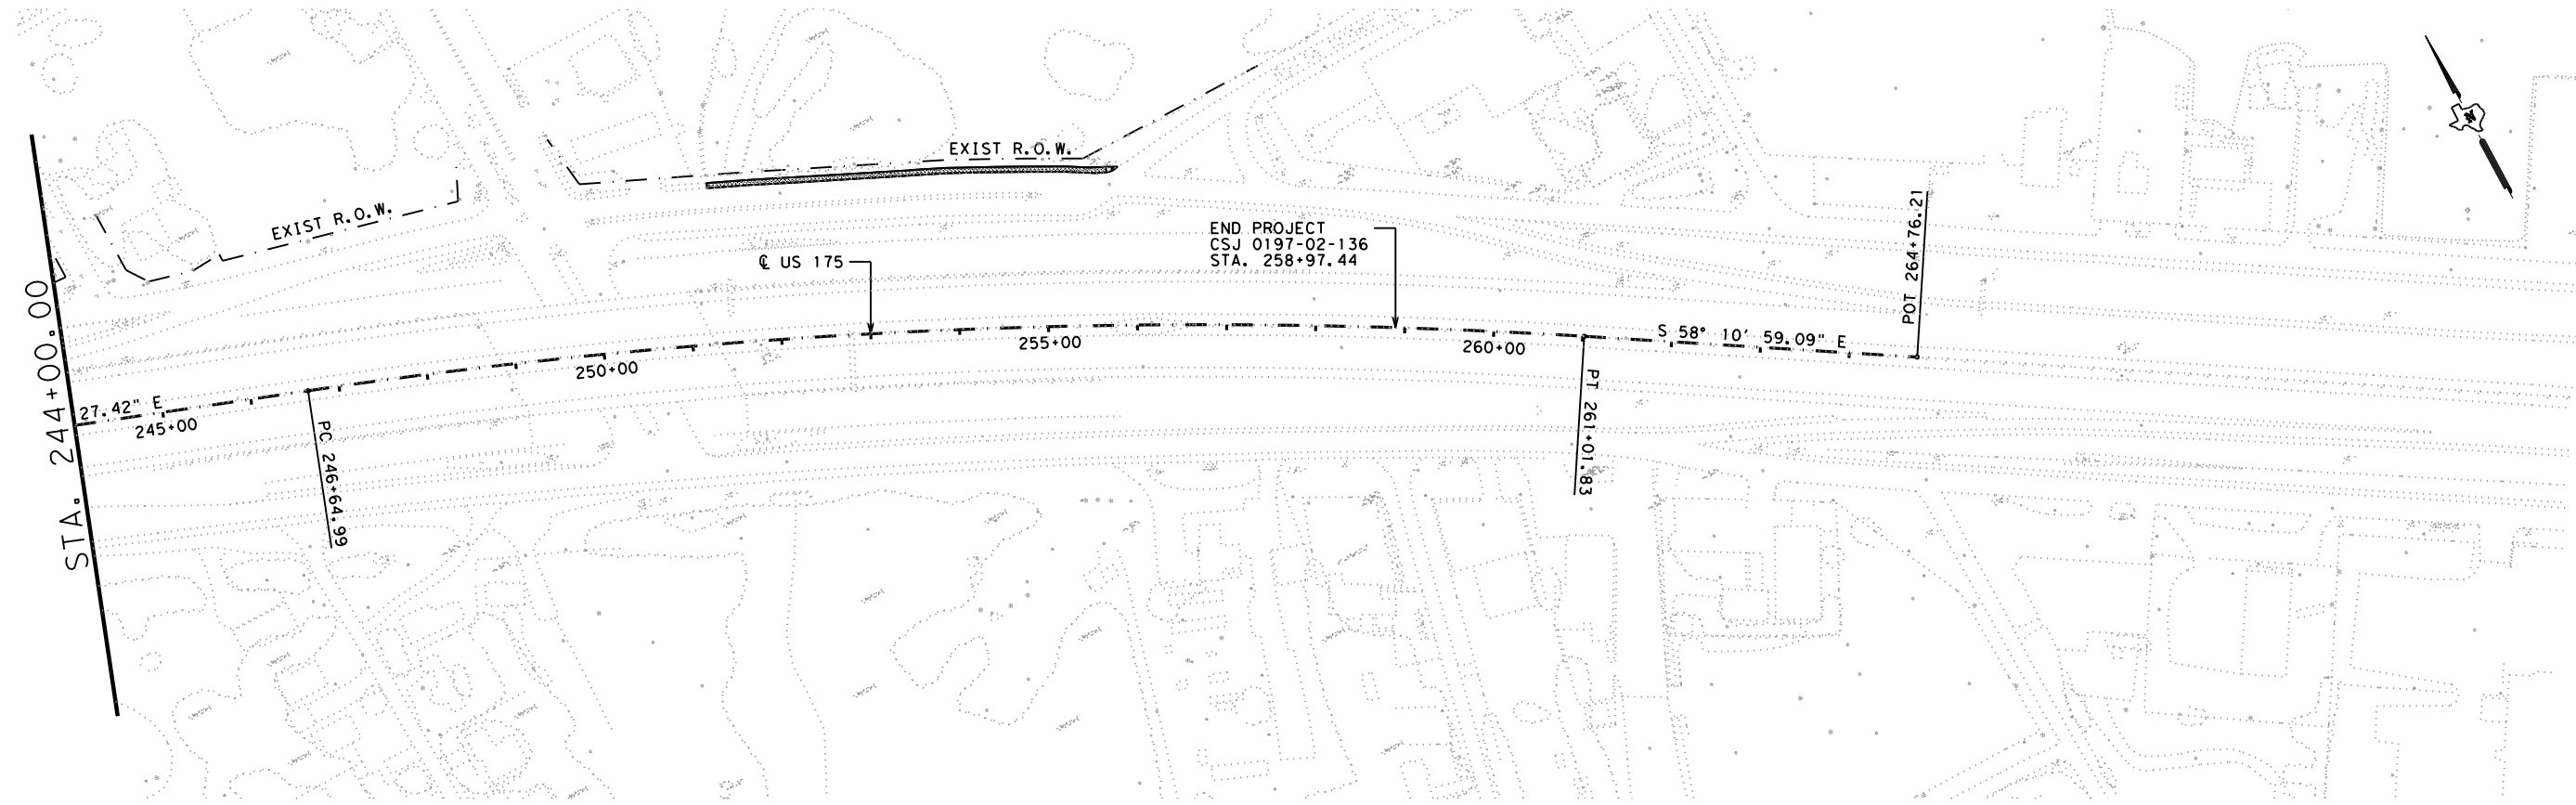 EXIST R.O.W.
EXIST R.O.W.
END PROJECT
CSJ 0197-02-136
STA. 258+97.44
℄ US 175
POT 264+76.21
STA. 244+00.00
27.42" E
245+00
250+00
255+00
260+00
S 58° 10' 59.09" E
PC 246+64.99
PT 261+01.83